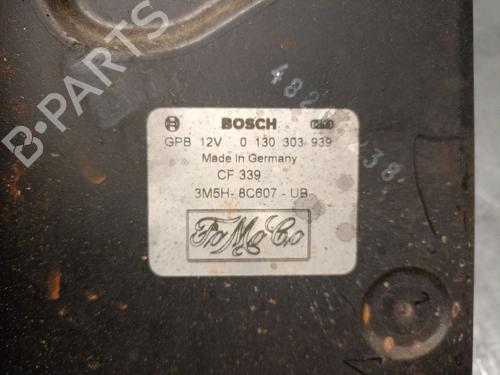 BOSCH
GPB 12V 0 130 303 939
Made in Germany
CF 339
3M5H- 8C607 - UB
FoMoCo
B-PARTS